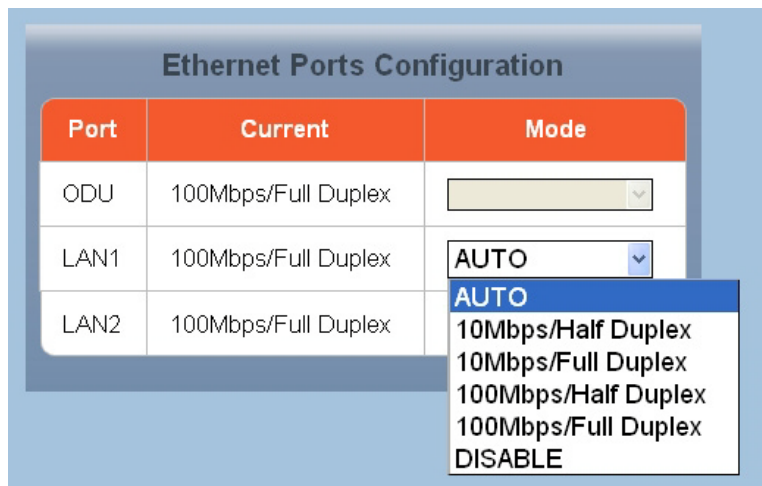 Ethernet Ports Configuration
Port Current Mode
ODU 100Mbps/Full Duplex
LAN1 100Mbps/Full Duplex AUTO
LAN2 100Mbps/Full Duplex
AUTO
10Mbps/Half Duplex
10Mbps/Full Duplex
100Mbps/Half Duplex
100Mbps/Full Duplex
DISABLE